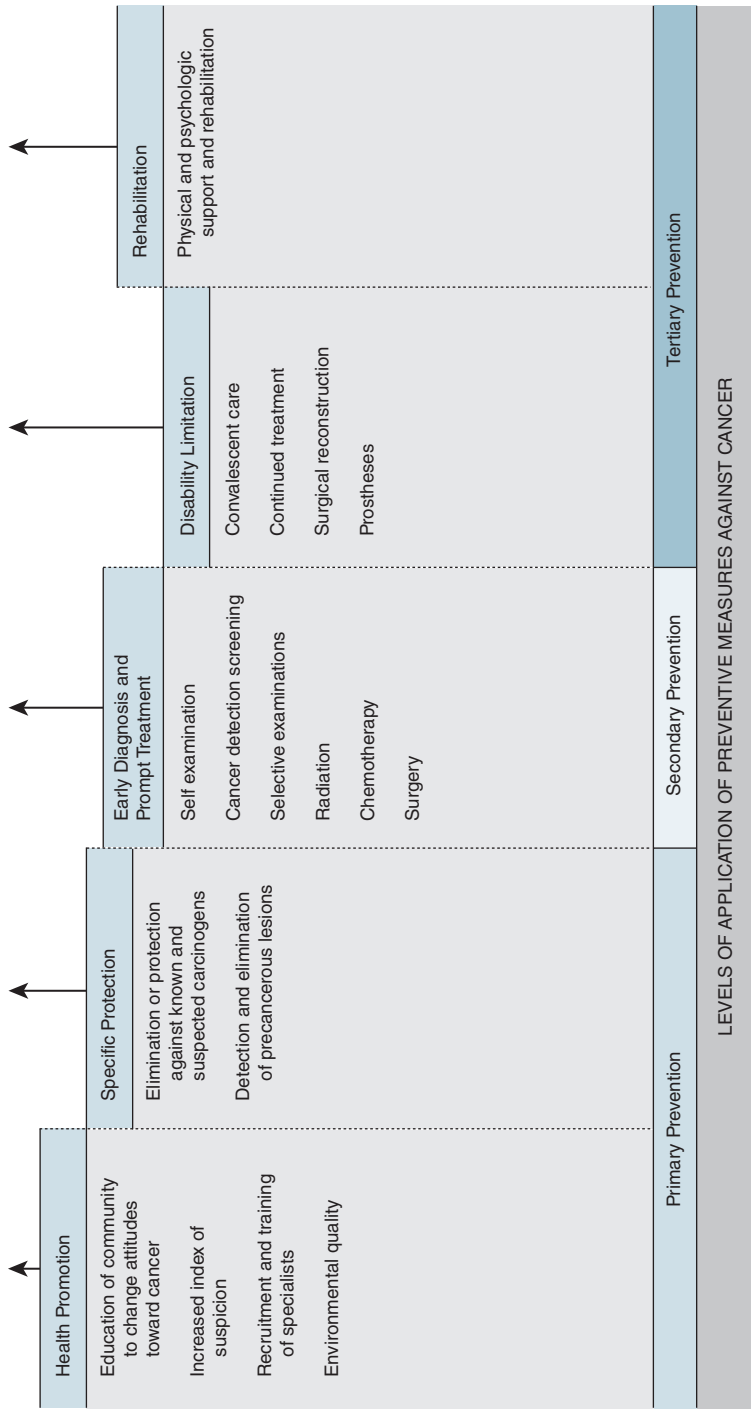 Health Promotion
Education of community
to change attitudes
toward cancer
Increased index of
suspicion
Recruitment and training
of specialists
Environmental quality
Specific Protection
Elimination or protection
against known and
suspected carcinogens
Detection and elimination
of precancerous lesions
Early Diagnosis and
Prompt Treatment
Self examination
Cancer detection screening
Selective examinations
Radiation
Chemotherapy
Surgery
Disability Limitation
Convalescent care
Continued treatment
Surgical reconstruction
Prostheses
Rehabilitation
Physical and psychologic
support and rehabilitation
Primary Prevention
Secondary Prevention
Tertiary Prevention
LEVELS OF APPLICATION OF PREVENTIVE MEASURES AGAINST CANCER